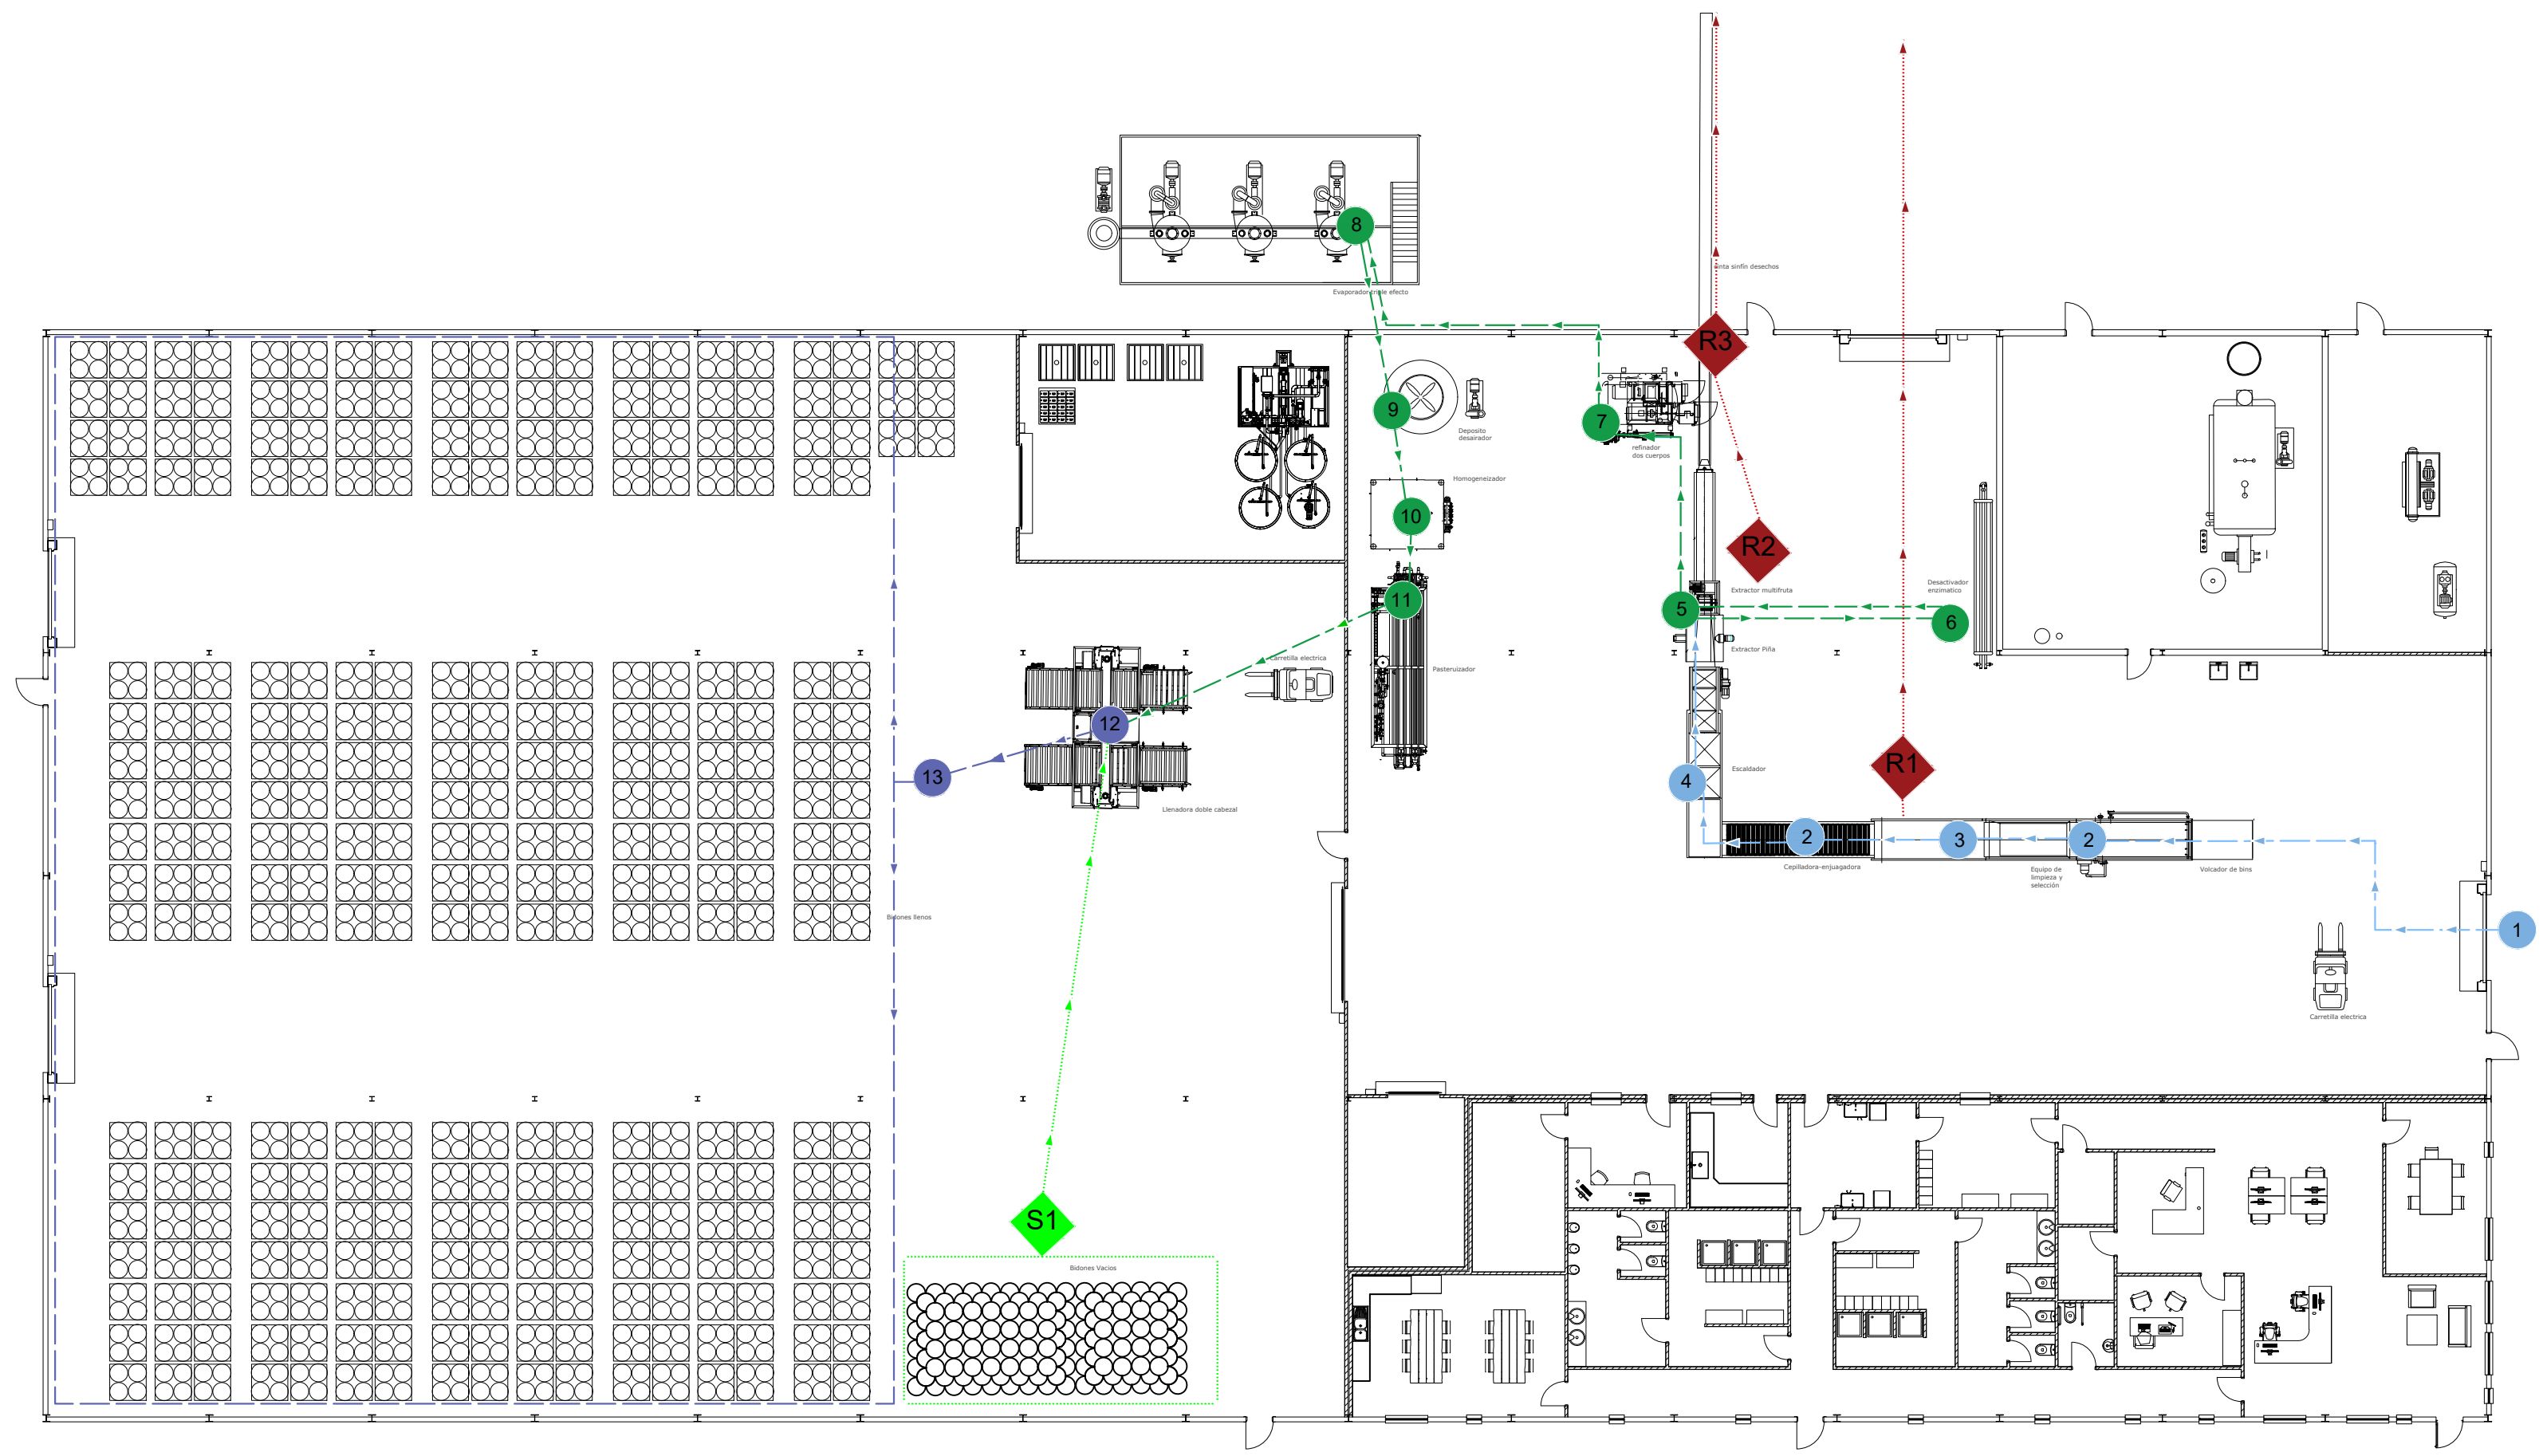 8
Cinta sinfín desechos
Evaporador triple efecto
R3
9
7
Deposito
desairador
refinador
dos cuerpos
Homogeneizador
10
R2
11
5
6
Extractor multifruta
Desactivador
enzimatico
Extractor Piña
Carretilla electrica
Pasteruizador
12
13
4
Escaldador
R1
Llenadora doble cabezal
2
3
2
Cepilladora-enjuagadora
Equipo de
limpieza y
selección
Volcador de bins
Bidones llenos
1
Carretilla electrica
S1
Bidones Vacios